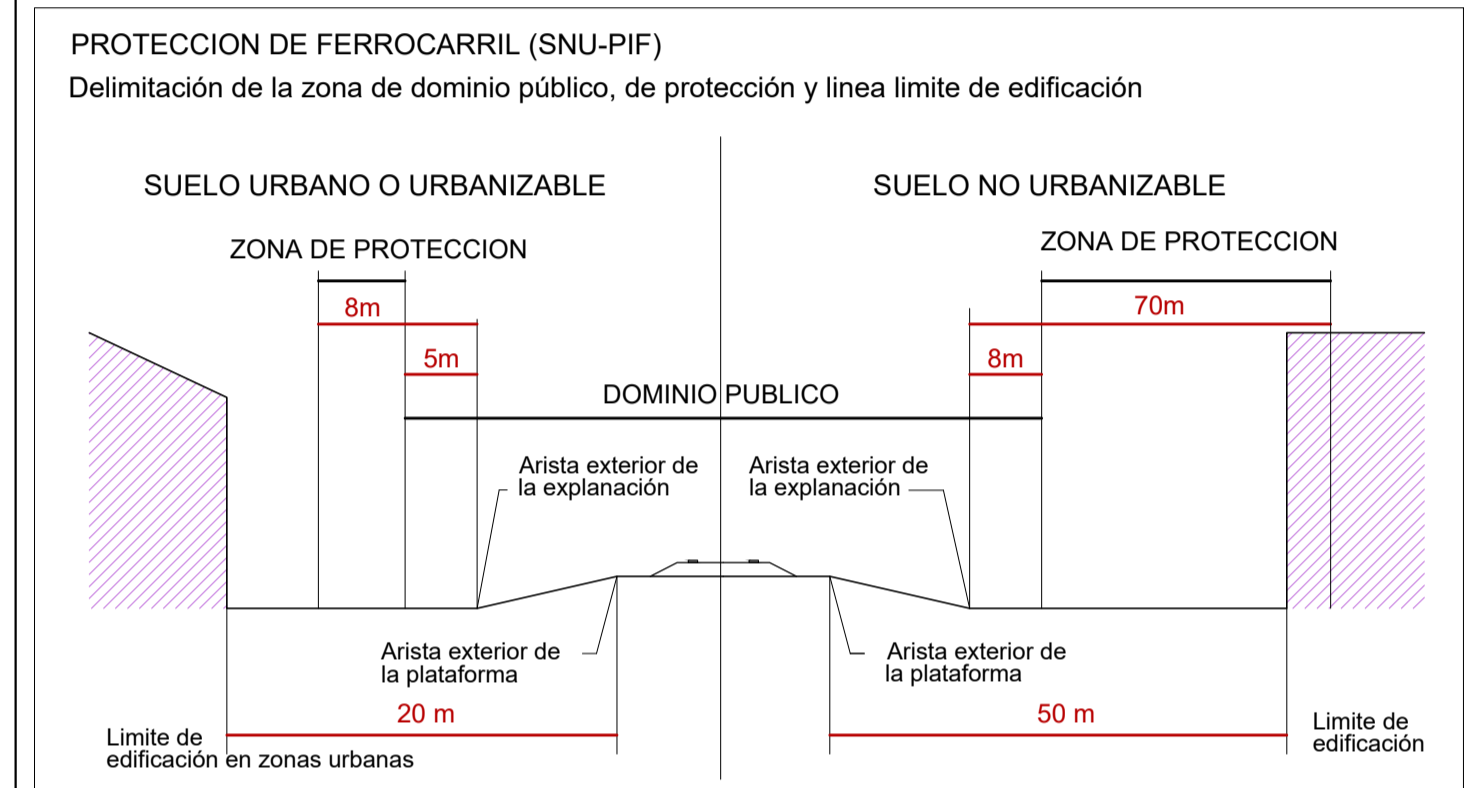 PROTECCION DE FERROCARRIL (SNU-PIF)
Delimitación de la zona de dominio público, de protección y linea limite de edificación
SUELO URBANO O URBANIZABLE
SUELO NO URBANIZABLE
ZONA DE PROTECCION
ZONA DE PROTECCION
8m
70m
5m
8m
DOMINIO PUBLICO
Arista exterior de
la explanación
Arista exterior de
la explanación
Arista exterior de
la plataforma
Arista exterior de
la plataforma
20 m
50 m
Limite de
edificación en zonas urbanas
Limite de
edificación